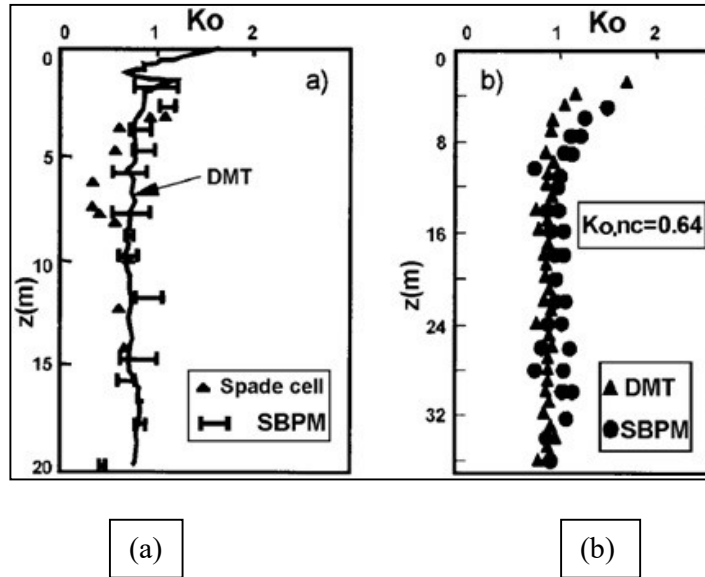 Ko
0 1 2
0
a)
5
DMT
z(m)
10
15
Spade cell
SBPM
20
(a)
Ko
1 2
0
b)
8
Ko,nc=0.64
16
z(m)
24
DMT
SBPM
32
(b)